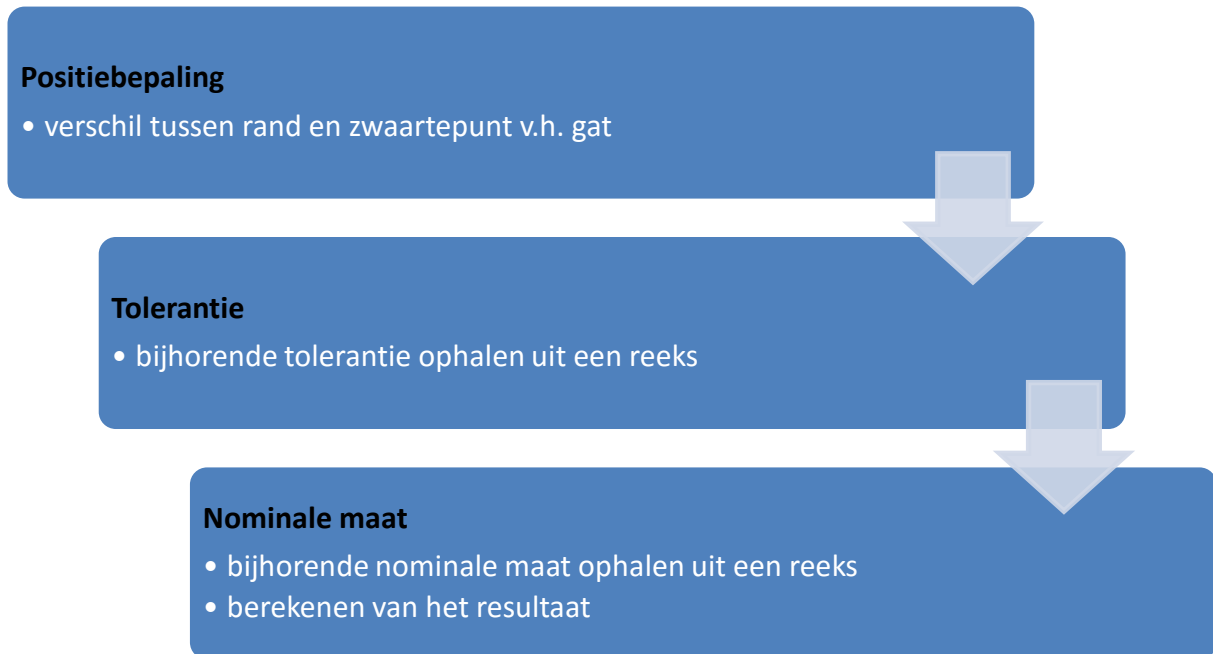 Positiebepaling
• verschil tussen rand en zwaartepunt v.h. gat
Tolerantie
• bijhorende tolerantie ophalen uit een reeks
Nominale maat
• bijhorende nominale maat ophalen uit een reeks
• berekenen van het resultaat